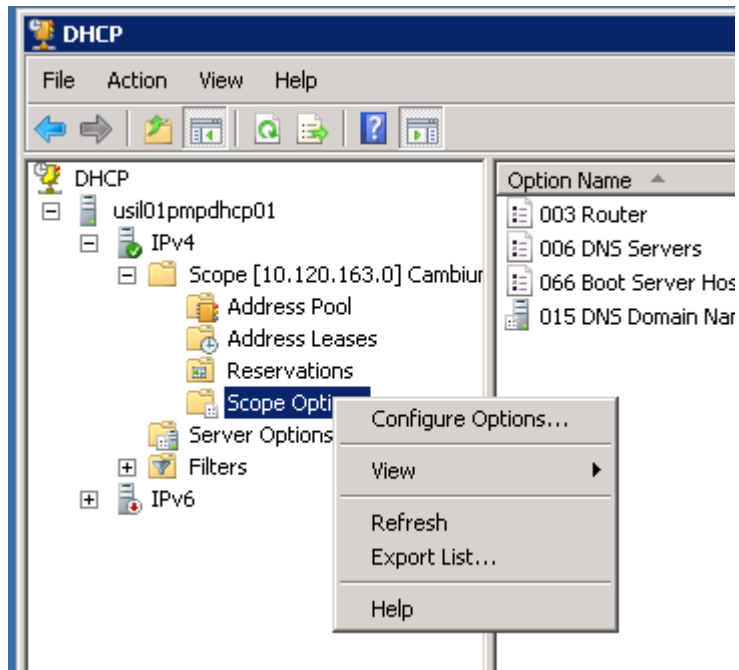 DHCP
File Action View Help
DHCP
usil01pmpdhcp01
IPv4
Scope [10.120.163.0] Cambiur
Address Pool
Address Leases
Reservations
Scope Opti
Server Options
Filters
IPv6
Option Name
003 Router
006 DNS Servers
066 Boot Server Hos
015 DNS Domain Nar
Configure Options...
View
Refresh
Export List...
Help